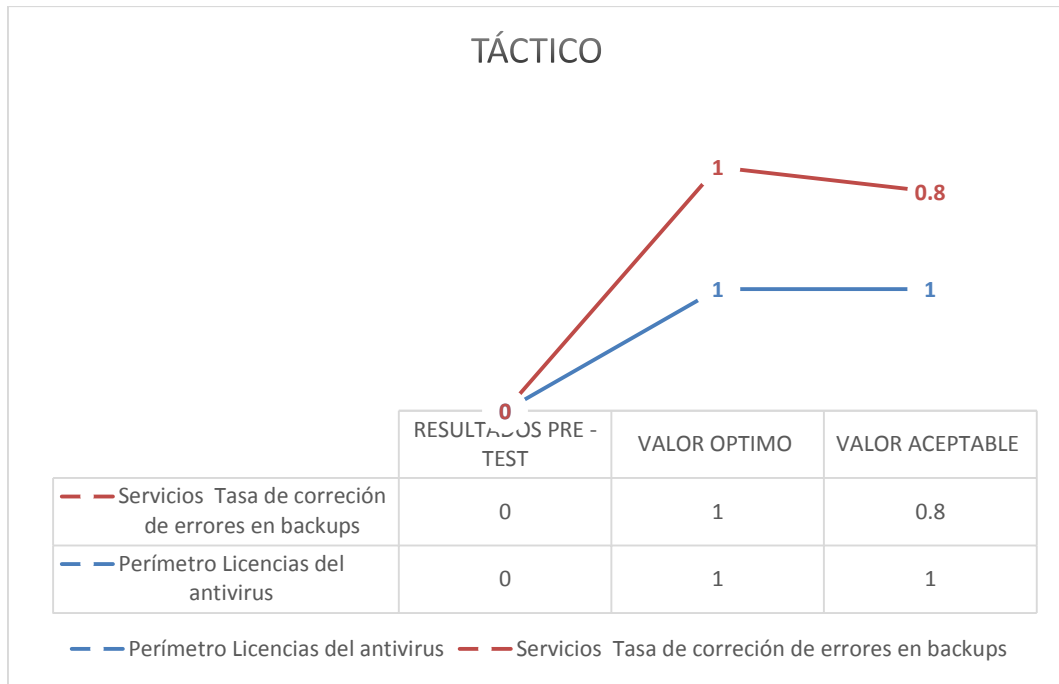 TÁCTICO
1
0.8
1
1
0
RESULTADOS PRE -
TEST
VALOR OPTIMO
VALOR ACEPTABLE
Servicios Tasa de correción
de errores en backups
0
1
0.8
Perímetro Licencias del
antivirus
0
1
1
Perímetro Licencias del antivirus
Servicios Tasa de correción de errores en backups